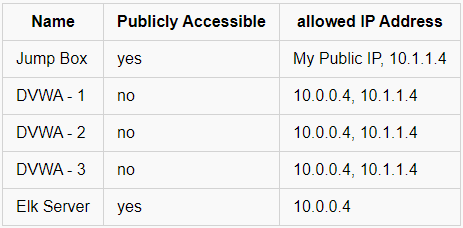 Name Publicly Accessible allowed IP Address
Jump Box yes My Public IP, 10.1.1.4
DVWA - 1 no 10.0.0.4, 10.1.1.4
DVWA - 2 no 10.0.0.4, 10.1.1.4
DVWA - 3 no 10.0.0.4, 10.1.1.4
Elk Server yes 10.0.0.4